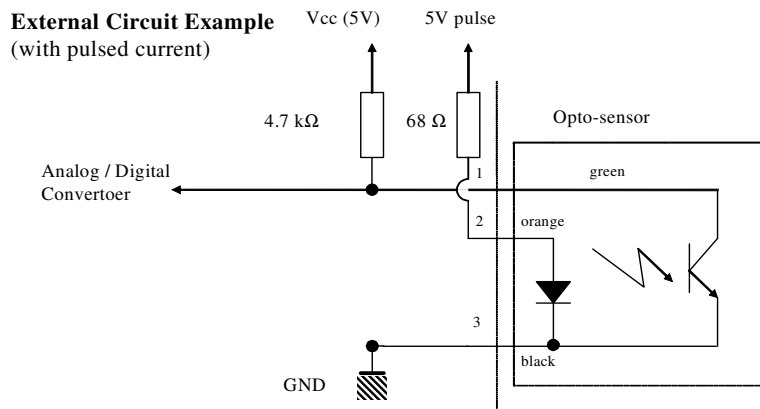 External Circuit Example
(with pulsed current)
Vcc (5V)
5V pulse
4.7 kΩ
68 Ω
Opto-sensor
Analog / Digital
Convertoer
1
green
2
orange
3
black
GND